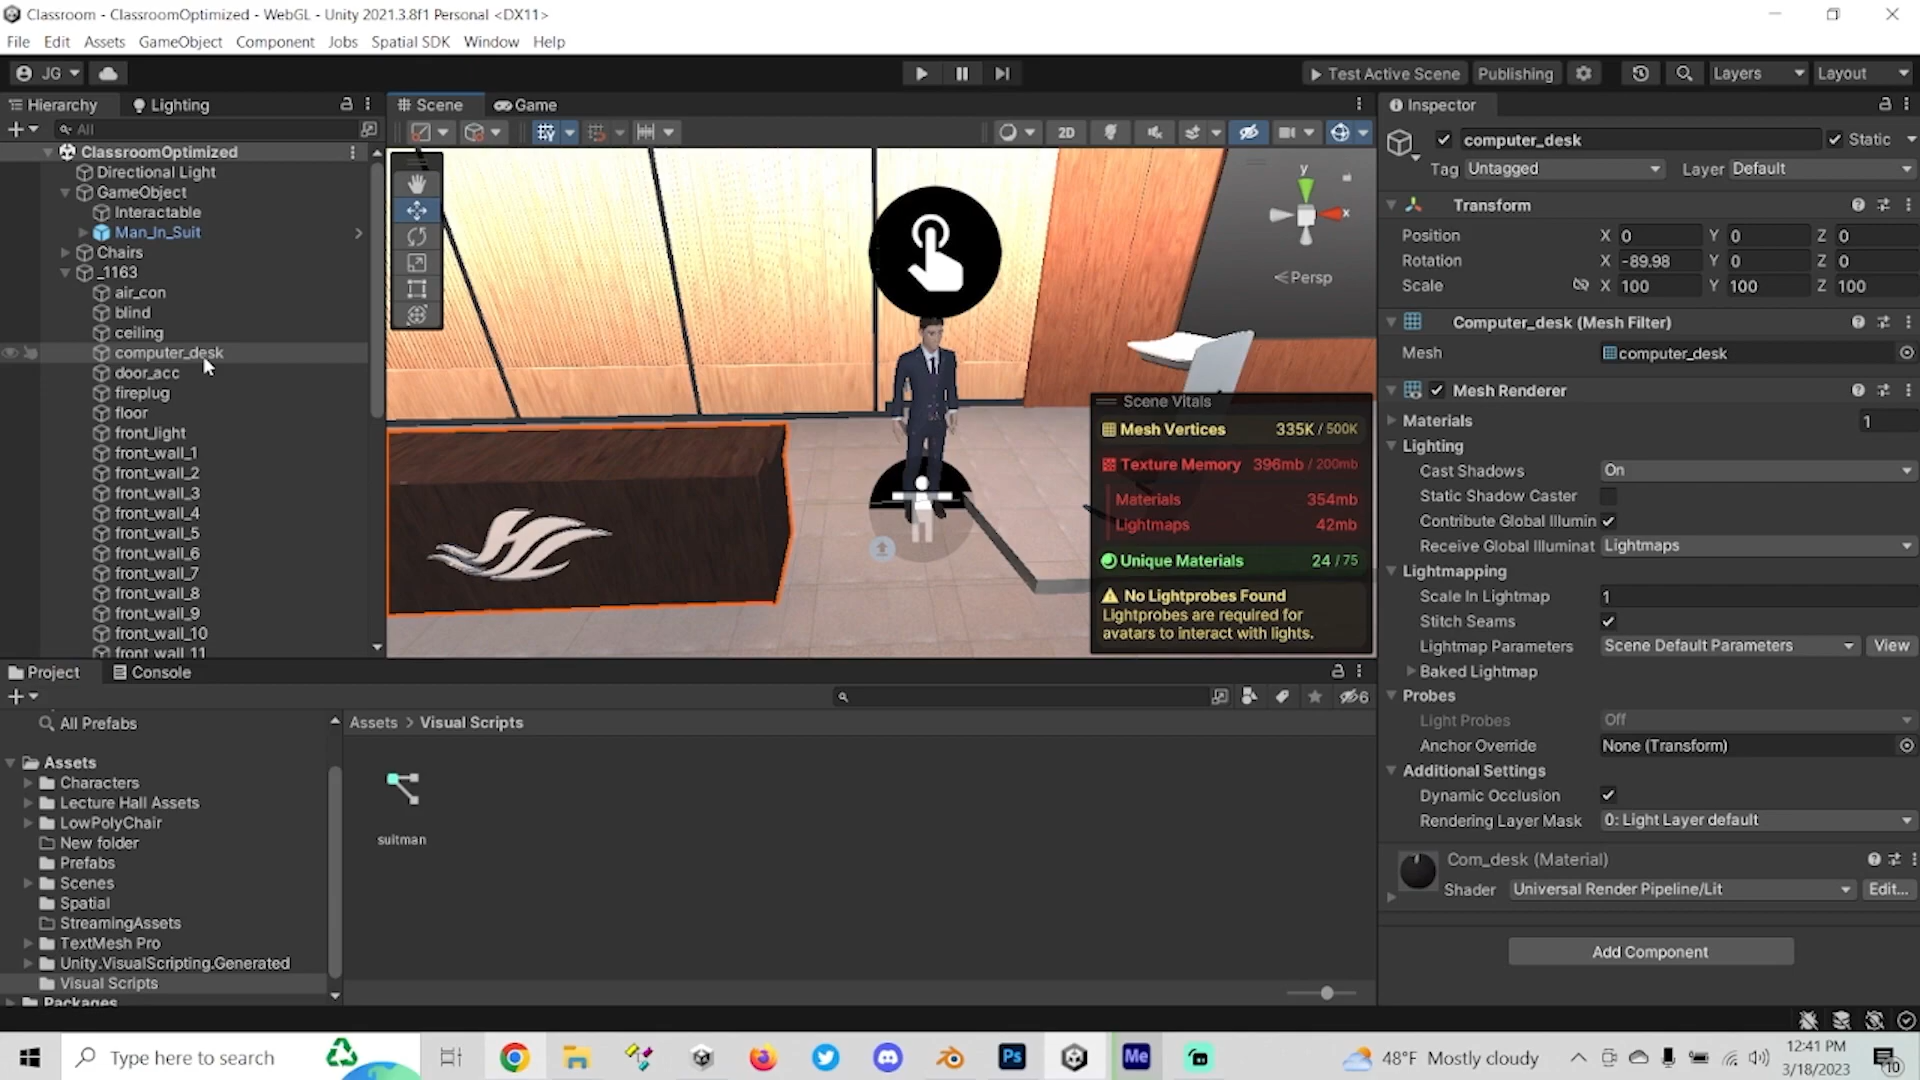 Classroom - ClassroomOptimized - WebGL - Unity 2021.3.8f1 Personal <DX11>
File Edit Assets GameObject Component Jobs Spatial SDK Window Help
JG Test Active Scene Publishing Layers Layout
Hierarchy Lighting Scene Game Inspector
All 2D computer_desk Static
Tag Untagged Layer Default
ClassroomOptimized
Directional Light
GameObject
Interactable
Man_In_Suit
Chairs
_1163
air_con
blind
ceiling
computer_desk
door_acc
fireplug
floor
front_light
front_wall_1
front_wall_2
front_wall_3
front_wall_4
front_wall_5
front_wall_6
front_wall_7
front_wall_8
front_wall_9
front_wall_10
front_wall_11
y
x
Persp
Scene Vitals
Mesh Vertices 335K / 500K
Texture Memory 396mb / 200mb
Materials 354mb
Lightmaps 42mb
Unique Materials 24 / 75
No Lightprobes Found
Lightprobes are required for
avatars to interact with lights.
Transform
Position X 0 Y 0 Z 0
Rotation X -89.98 Y 0 Z 0
Scale X 100 Y 100 Z 100
Computer_desk (Mesh Filter)
Mesh computer_desk
Mesh Renderer
Materials 1
Lighting
Cast Shadows On
Static Shadow Caster
Contribute Global Illumin
Receive Global Illuminat Lightmaps
Lightmapping
Scale In Lightmap 1
Stitch Seams
Lightmap Parameters Scene Default Parameters View
Baked Lightmap
Probes
Light Probes Off
Anchor Override None (Transform)
Additional Settings
Dynamic Occlusion
Rendering Layer Mask 0: Light Layer default
Com_desk (Material)
Shader Universal Render Pipeline/Lit Edit...
Add Component
Project Console
6
All Prefabs
Assets
Characters
Lecture Hall Assets
LowPolyChair
New folder
Prefabs
Scenes
Spatial
StreamingAssets
TextMesh Pro
Unity.VisualScripting.Generated
Visual Scripts
Packages
Assets > Visual Scripts
suitman
Type here to search
Ps
Me
48°F Mostly cloudy
12:41 PM
3/18/2023
10